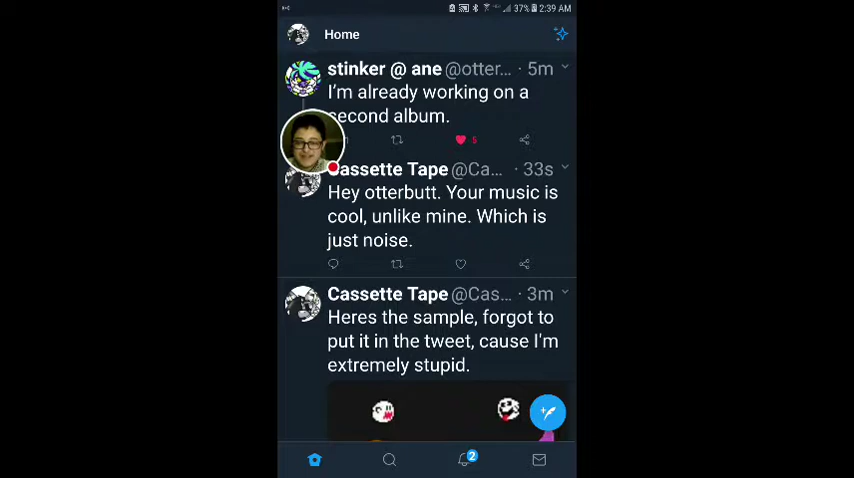 37% 2:39 AM
Home
stinker @ ane @otter... · 5m
I'm already working on a
second album.
5
Cassette Tape @Ca... · 33s
Hey otterbutt. Your music is
cool, unlike mine. Which is
just noise.
Cassette Tape @Cas... · 3m
Heres the sample, forgot to
put it in the tweet, cause I'm
extremely stupid.
2